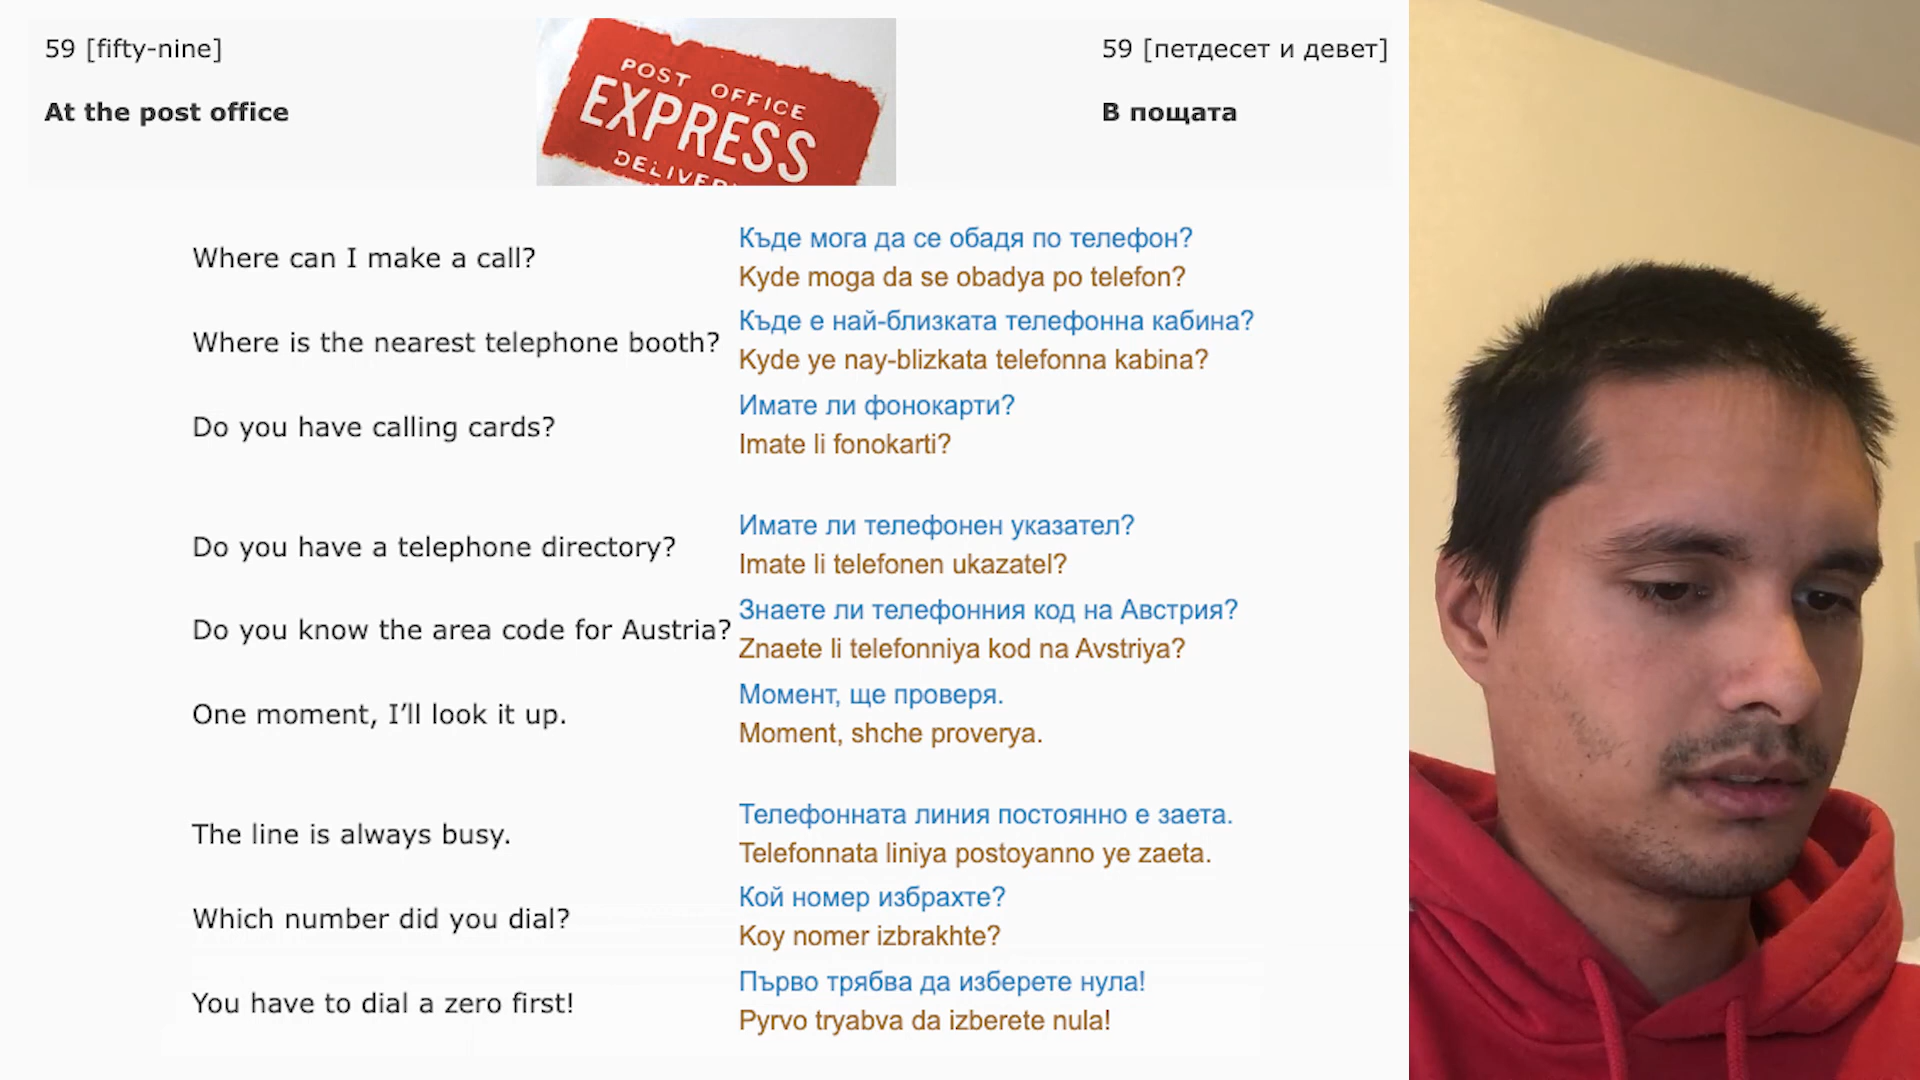 59 [fifty-nine]
At the post office
POST OFFICE
EXPRESS
59 [петдесет и девет]
В пощата
Where can I make a call?
Къде мога да се обадя по телефон?
Kyde moga da se obadya po telefon?
Where is the nearest telephone booth?
Къде е най-близката телефонна кабина?
Kyde ye nay-blizkata telefonna kabina?
Do you have calling cards?
Имате ли фонокарти?
Imate li fonokarti?
Do you have a telephone directory?
Имате ли телефонен указател?
Imate li telefonen ukazatel?
Do you know the area code for Austria?
Знаете ли телефонния код на Австрия?
Znaete li telefonniya kod na Avstriya?
One moment, I’ll look it up.
Момент, ще проверя.
Moment, shche proverya.
The line is always busy.
Телефонната линия постоянно е заета.
Telefonnata liniya postoyanno ye zaeta.
Which number did you dial?
Кой номер избрахте?
Koy nomer izbrakhte?
You have to dial a zero first!
Първо трябва да изберете нула!
Pyrvo tryabva da izberete nula!